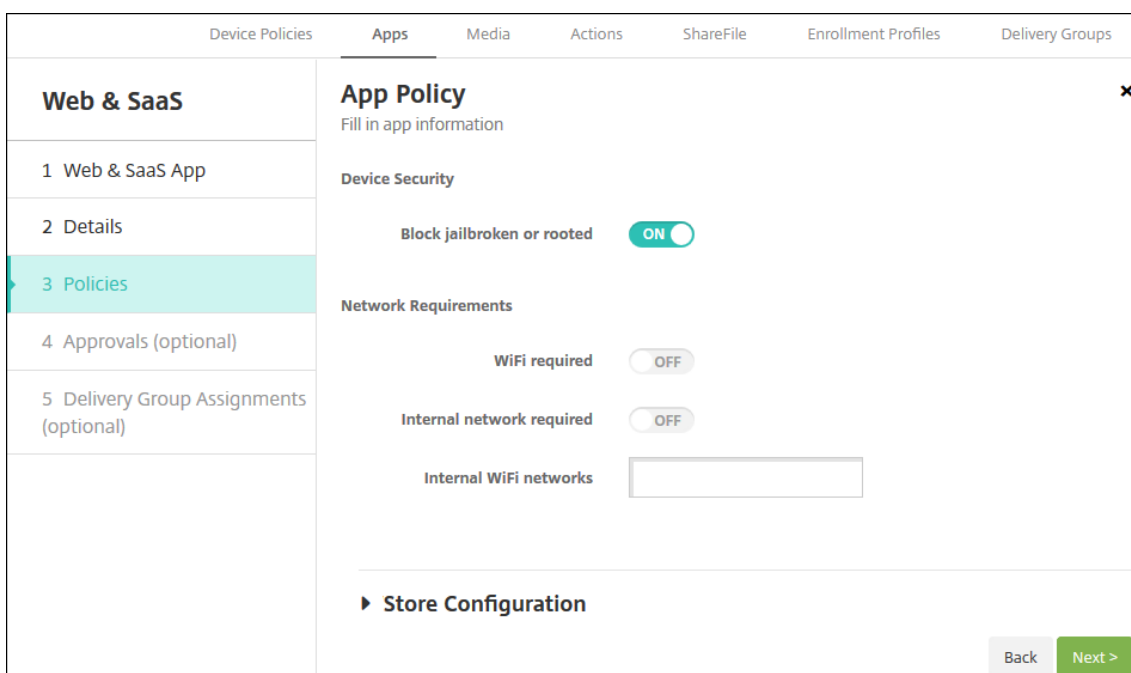 Device Policies Apps Media Actions ShareFile Enrollment Profiles Delivery Groups
Web & SaaS
1 Web & SaaS App
2 Details
3 Policies
4 Approvals (optional)
5 Delivery Group Assignments
(optional)
App Policy
Fill in app information
Device Security
Block jailbroken or rooted ON
Network Requirements
WiFi required OFF
Internal network required OFF
Internal WiFi networks
Store Configuration
Back Next >